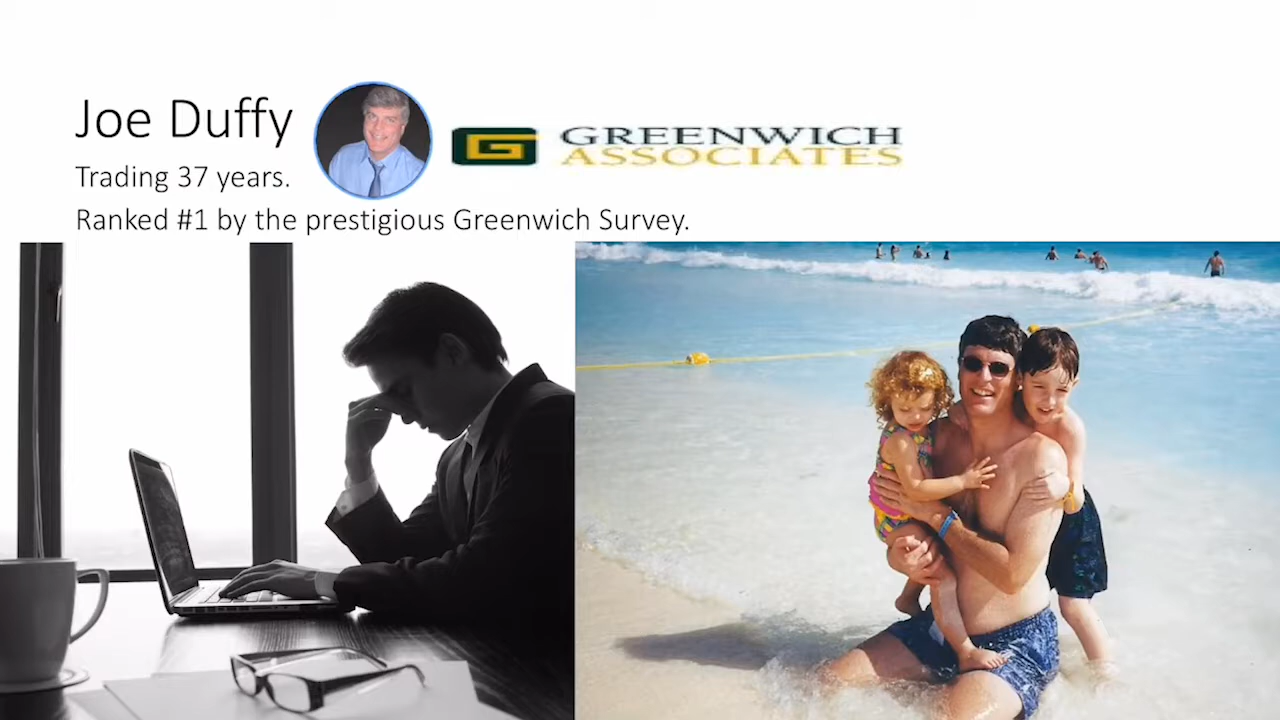 Joe Duffy
GREENWICH
ASSOCIATES
Trading 37 years.
Ranked #1 by the prestigious Greenwich Survey.